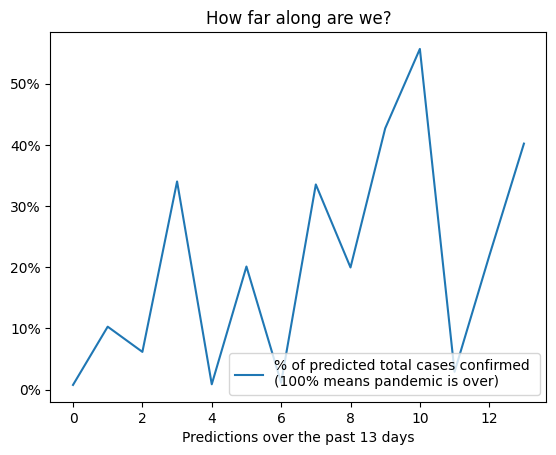 How far along are we?
50%
40%
30%
20%
10%
0%
% of predicted total cases confirmed
(100% means pandemic is over)
0 2 4 6 8 10 12
Predictions over the past 13 days